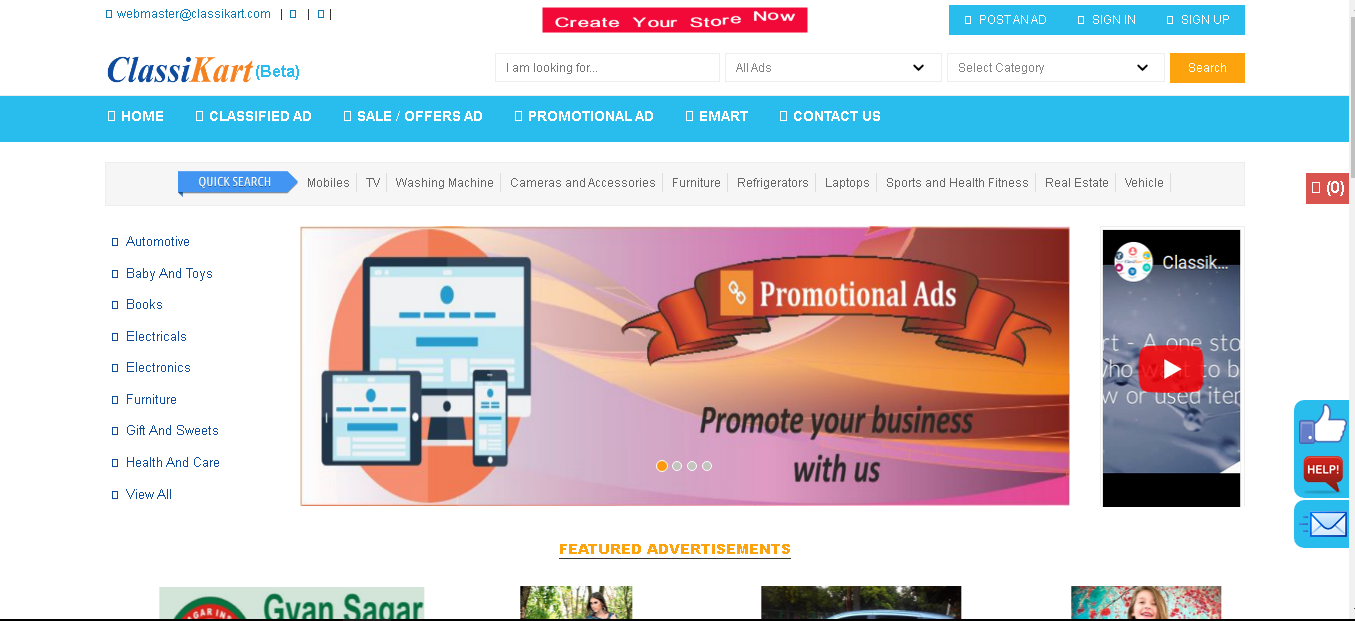 webmaster@classikart.com | | |
Create Your Store Now
POST AN AD SIGN IN SIGN UP
ClassiKart (Beta)
I am looking for... All Ads Select Category Search
HOME CLASSIFIED AD SALE / OFFERS AD PROMOTIONAL AD EMART CONTACT US
QUICK SEARCH Mobiles TV Washing Machine Cameras and Accessories Furniture Refrigerators Laptops Sports and Health Fitness Real Estate Vehicle
(0)
Automotive
Baby And Toys
Books
Electricals
Electronics
Furniture
Gift And Sweets
Health And Care
View All
Promotional Ads
Promote your business
with us
Classik...
rt - A one sto
who want to b
w or used iten
HELP!
FEATURED ADVERTISEMENTS
Gyan Sagar